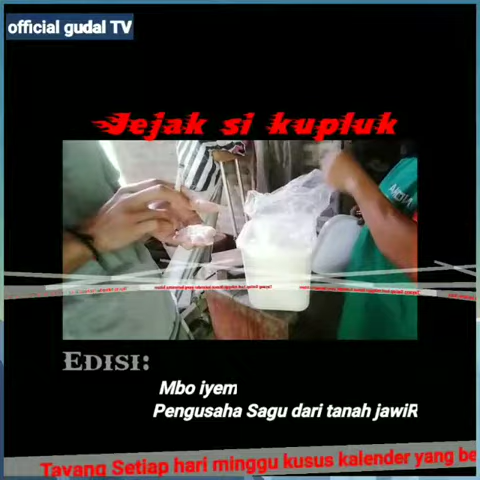 official gudal TV
Jejak si kupluk
EDISI:
Mbo iyem
Pengusaha Sagu dari tanah jawiR
Tayang Setiap hari minggu kusus kalender yang be